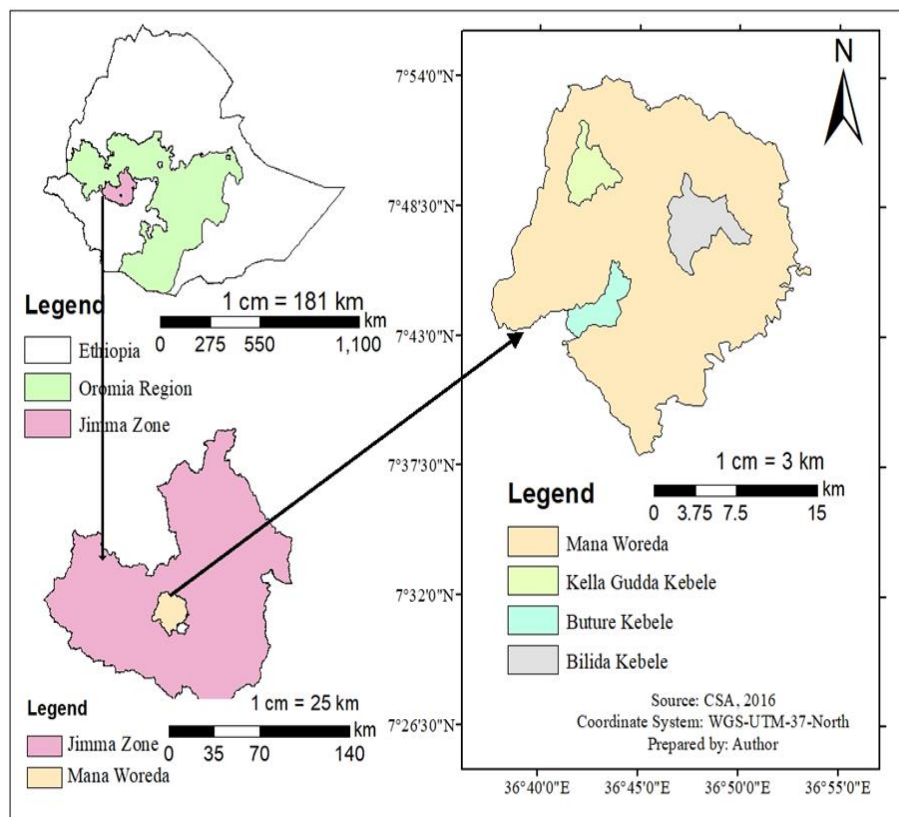 Legend
1 cm = 181 km
km
0 275 550 1,100
Ethiopia
Oromia Region
Jimma Zone
1 cm = 25 km
km
0 35 70 140
Legend
Jimma Zone
Mana Woreda
N
7°54'0"N
7°48'30"N
7°43'0"N
7°37'30"N
7°32'0"N
7°26'30"N
1 cm = 3 km
km
0 3.75 7.5 15
Legend
Mana Woreda
Kella Gudda Kebele
Buture Kebele
Bilida Kebele
Source: CSA, 2016
Coordinate System: WGS-UTM-37-North
Prepared by: Author
36°40'0"E 36°45'0"E 36°50'0"E 36°55'0"E